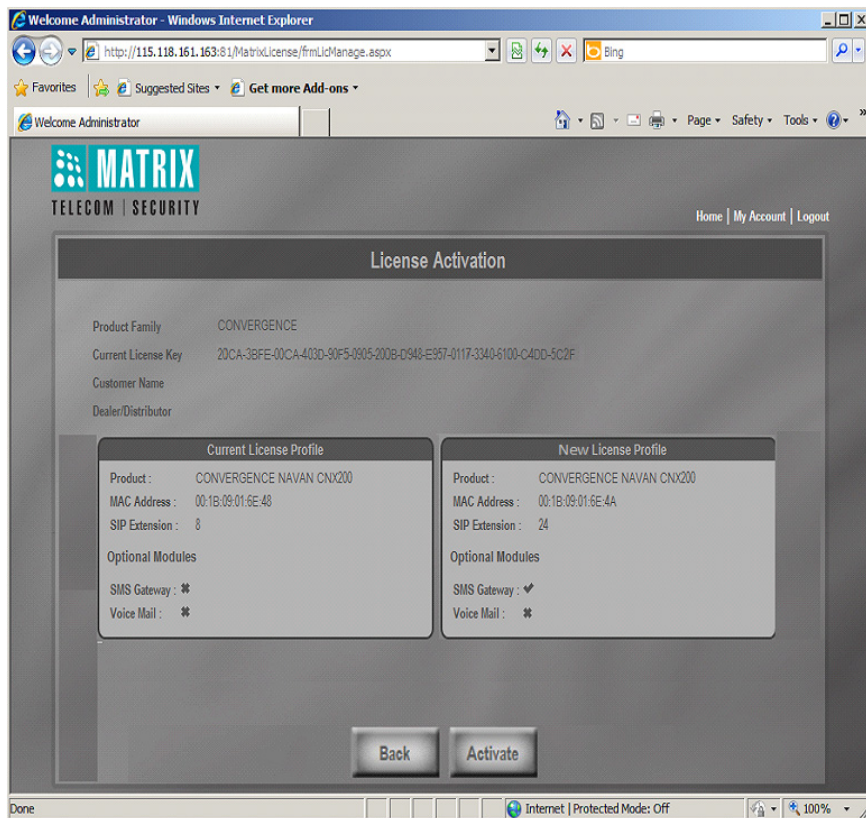 Welcome Administrator - Windows Internet Explorer
http://115.118.161.163:81/MatrixLicense/frmLicManage.aspx
Bing
Favorites Suggested Sites Get more Add-ons
Welcome Administrator
Page Safety Tools »
MATRIX
TELECOM | SECURITY
Home | My Account | Logout
License Activation
Product Family CONVERGENCE
Current License Key 20CA-3BFE-00CA-403D-90F5-0905-200B-D948-E957-0117-3340-6100-C4DD-5C2F
Customer Name
Dealer/Distributor
Current License Profile
Product : CONVERGENCE NAVAN CNX200
MAC Address : 00:1B:09:01:6E:48
SIP Extension : 8
Optional Modules
SMS Gateway : ✖
Voice Mail : ✖
New License Profile
Product : CONVERGENCE NAVAN CNX200
MAC Address : 00:1B:09:01:6E:4A
SIP Extension : 24
Optional Modules
SMS Gateway : ✔
Voice Mail : ✖
Back Activate
Done Internet | Protected Mode: Off 100%